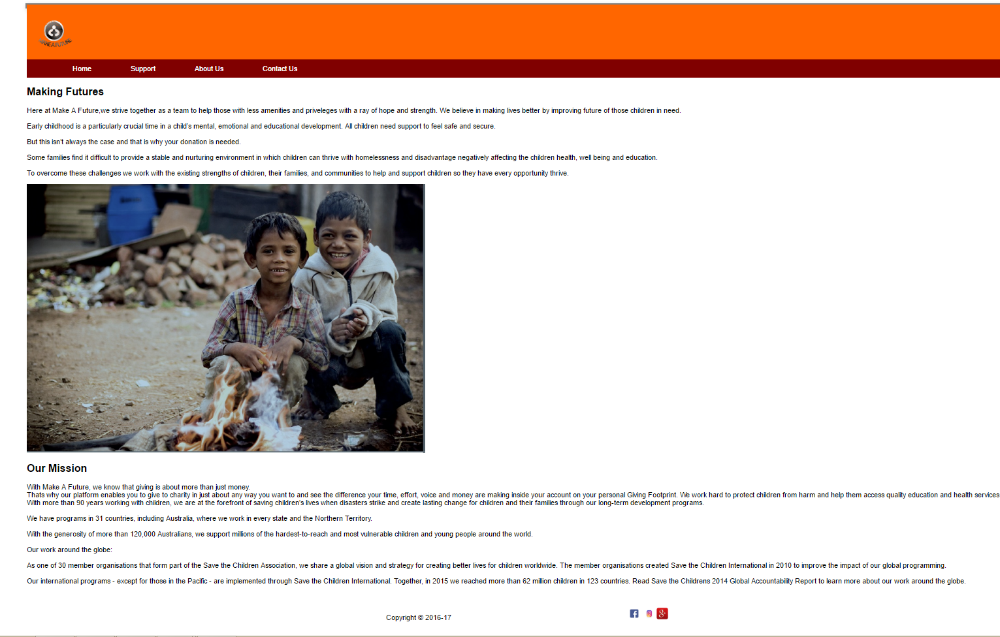 MAKE A FUTURE
Home Support About Us Contact Us
Making Futures
Here at Make A Future,we strive together as a team to help those with less amenities and priveleges with a ray of hope and strength. We believe in making lives better by improving future of those children in need.
Early childhood is a particularly crucial time in a child's mental, emotional and educational development. All children need support to feel safe and secure.
But this isn't always the case and that is why your donation is needed.
Some families find it difficult to provide a stable and nurturing environment in which children can thrive with homelessness and disadvantage negatively affecting the children health, well being and education.
To overcome these challenges we work with the existing strengths of children, their families, and communities to help and support children so they have every opportunity thrive.
Our Mission
With Make A Future, we know that giving is about more than just money.
Thats why our platform enables you to give to charity in just about any way you want to and see the difference your time, effort, voice and money are making inside your account on your personal Giving Footprint. We work hard to protect children from harm and help them access quality education and health services
With more than 90 years working with children, we are at the forefront of saving children's lives when disasters strike and create lasting change for children and their families through our long-term development programs.
We have programs in 31 countries, including Australia, where we work in every state and the Northern Territory.
With the generosity of more than 120,000 Australians, we support millions of the hardest-to-reach and most vulnerable children and young people around the world.
Our work around the globe:
As one of 30 member organisations that form part of the Save the Children Association, we share a global vision and strategy for creating better lives for children worldwide. The member organisations created Save the Children International in 2010 to improve the impact of our global programming.
Our international programs - except for those in the Pacific - are implemented through Save the Children International. Together, in 2015 we reached more than 62 million children in 123 countries. Read Save the Childrens 2014 Global Accountability Report to learn more about our work around the globe.
Copyright © 2016-17